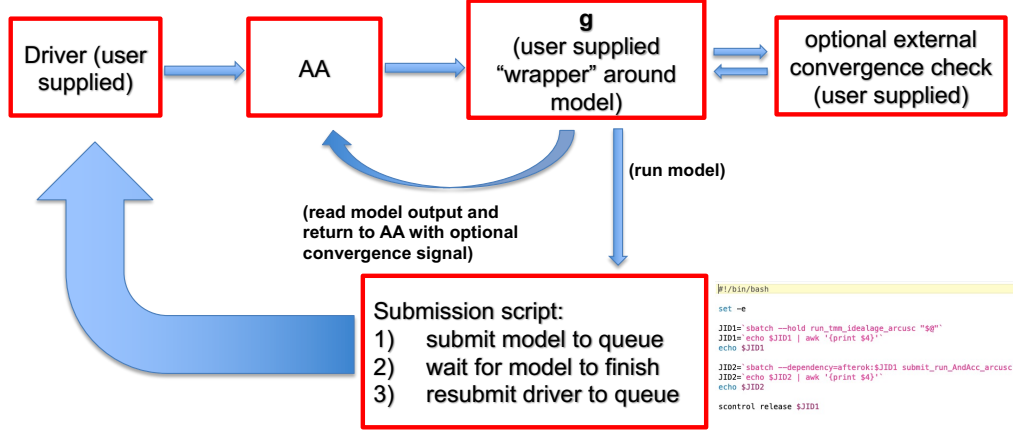 Driver (user
supplied)
AA
g
(user supplied
“wrapper” around
model)
optional external
convergence check
(user supplied)
(run model)
(read model output and
return to AA with optional
convergence signal)
Submission script:
1) submit model to queue
2) wait for model to finish
3) resubmit driver to queue
#!/bin/bash
set -e
JID1=`sbatch --hold run_tmm_idealage_arcusc "$@"`
JID1=`echo $JID1 | awk '{print $4}'`
echo $JID1
JID2=`sbatch --dependency=afterok:$JID1 submit_run_AndAcc_arcusc
JID2=`echo $JID2 | awk '{print $4}'`
echo $JID2
scontrol release $JID1